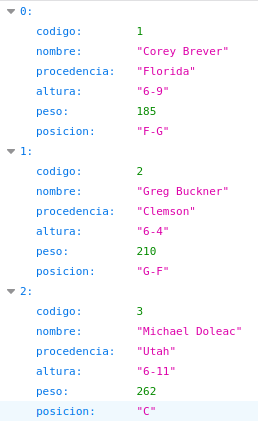 0:
codigo: 1
nombre: "Corey Brever"
procedencia: "Florida"
altura: "6-9"
peso: 185
posicion: "F-G"
1:
codigo: 2
nombre: "Greg Buckner"
procedencia: "Clemson"
altura: "6-4"
peso: 210
posicion: "G-F"
2:
codigo: 3
nombre: "Michael Doleac"
procedencia: "Utah"
altura: "6-11"
peso: 262
posicion: "C"